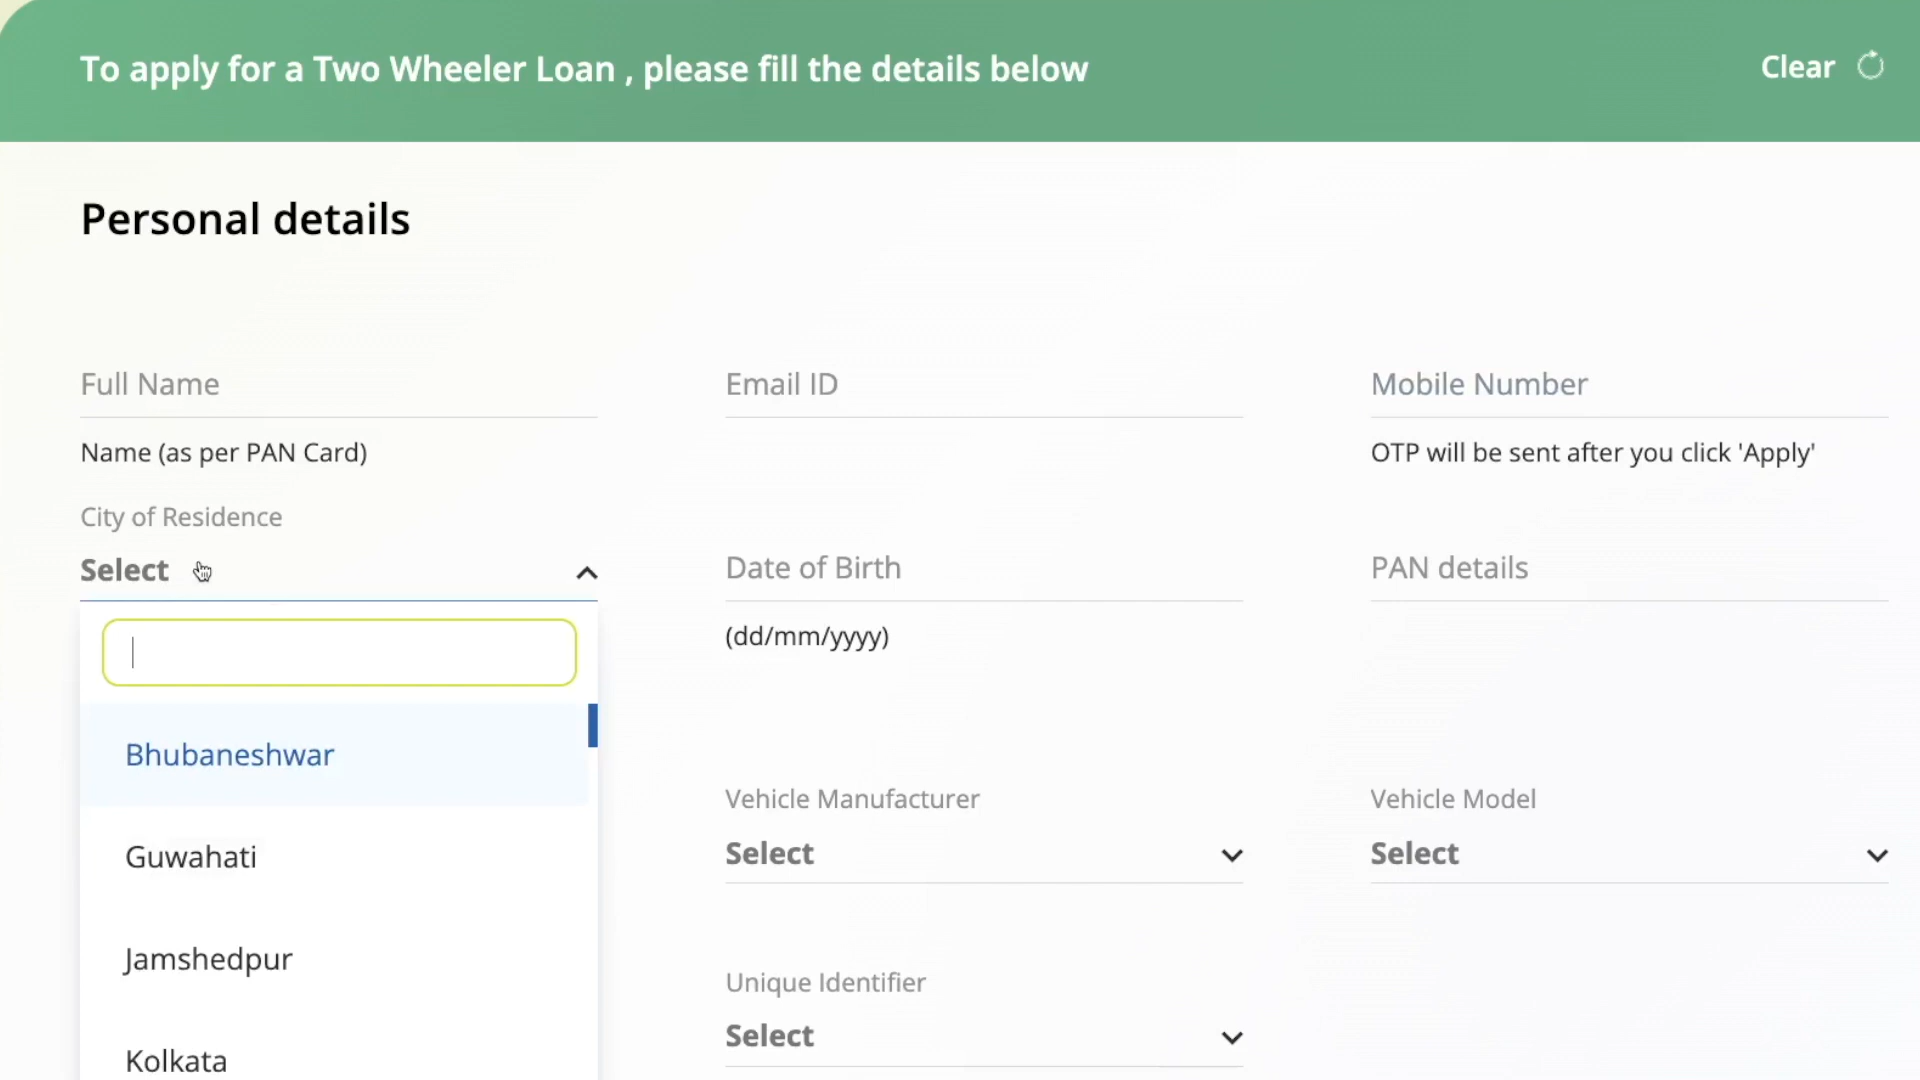 To apply for a Two Wheeler Loan , please fill the details below
Clear
Personal details
Full Name
Email ID
Mobile Number
Name (as per PAN Card)
OTP will be sent after you click 'Apply'
City of Residence
Select
Date of Birth
PAN details
(dd/mm/yyyy)
Bhubaneshwar
Guwahati
Jamshedpur
Kolkata
Vehicle Manufacturer
Vehicle Model
Select
Select
Unique Identifier
Select